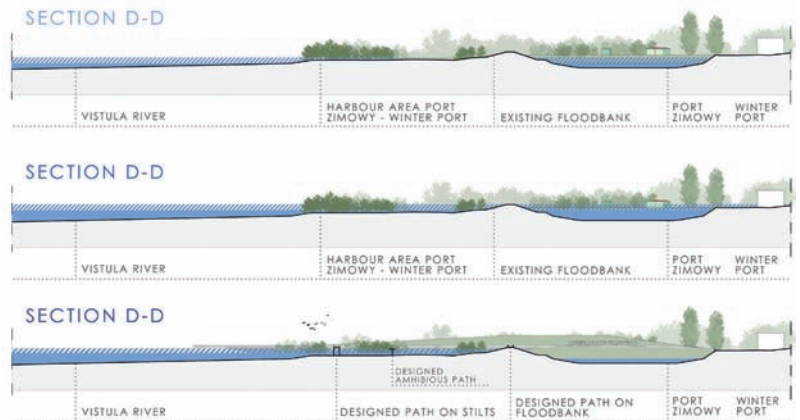 SECTION D-D
VISTULA RIVER
HARBOUR AREA PORT
ZIMOWY - WINTER PORT
EXISTING FLOODBANK
PORT
ZIMOWY
WINTER
PORT
SECTION D-D
VISTULA RIVER
HARBOUR AREA PORT
ZIMOWY - WINTER PORT
EXISTING FLOODBANK
PORT
ZIMOWY
WINTER
PORT
SECTION D-D
DESIGNED
AMHIBIOUS PATH
VISTULA RIVER
DESIGNED PATH ON STILTS
DESIGNED PATH ON
FLOODBANK
PORT
ZIMOWY
WINTER
PORT